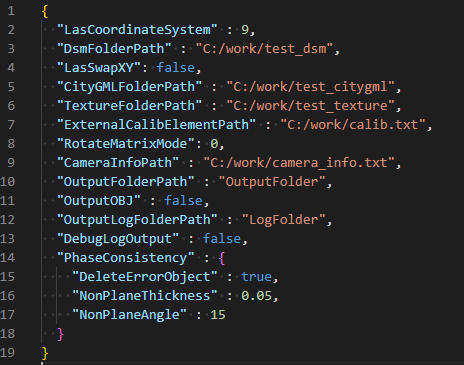 1 {
2 "LasCoordinateSystem" : 9,
3 "DsmFolderPath" : "C:/work/test_dsm",
4 "LasSwapXY": false,
5 "CityGMLFolderPath" : "C:/work/test_citygml",
6 "TextureFolderPath" : "C:/work/test_texture",
7 "ExternalCalibElementPath" : "C:/work/calib.txt",
8 "RotateMatrixMode": 0,
9 "CameraInfoPath" : "C:/work/camera_info.txt",
10 "OutputFolderPath" : "OutputFolder",
11 "OutputOBJ" : false,
12 "OutputLogFolderPath" : "LogFolder",
13 "DebugLogOutput" : false,
14 "PhaseConsistency" : {
15 "DeleteErrorObject" : true,
16 "NonPlaneThickness" : 0.05,
17 "NonPlaneAngle" : 15
18 }
19 }